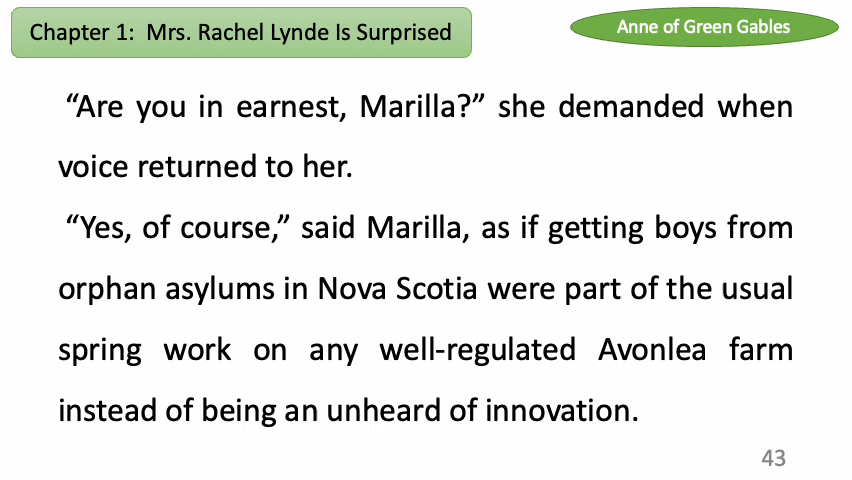 Chapter 1:  Mrs. Rachel Lynde Is Surprised
Anne of Green Gables
“Are you in earnest, Marilla?” she demanded when
voice returned to her.
“Yes, of course,” said Marilla, as if getting boys from
orphan asylums in Nova Scotia were part of the usual
spring work on any well-regulated Avonlea farm
instead of being an unheard of innovation.
43